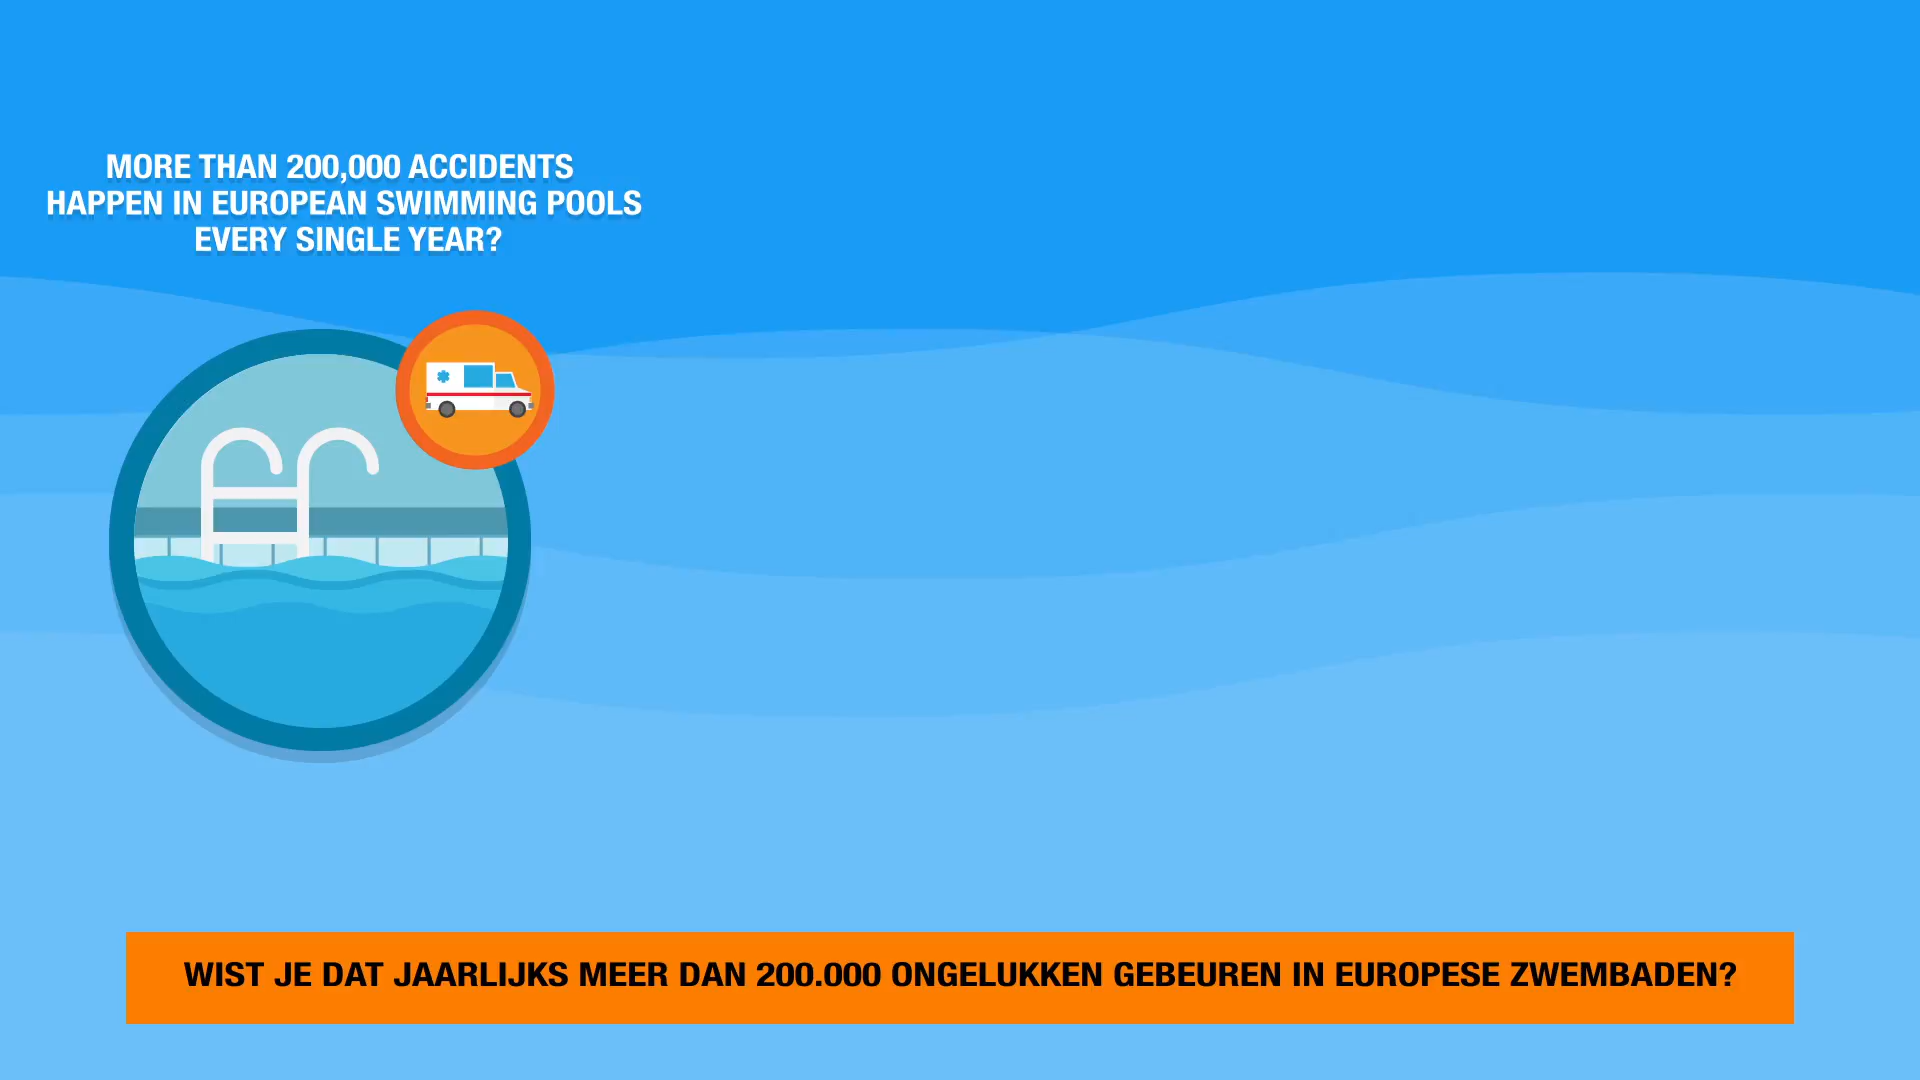 MORE THAN 200,000 ACCIDENTS
HAPPEN IN EUROPEAN SWIMMING POOLS
EVERY SINGLE YEAR?
WIST JE DAT JAARLIJKS MEER DAN 200.000 ONGELUKKEN GEBEUREN IN EUROPESE ZWEMBADEN?